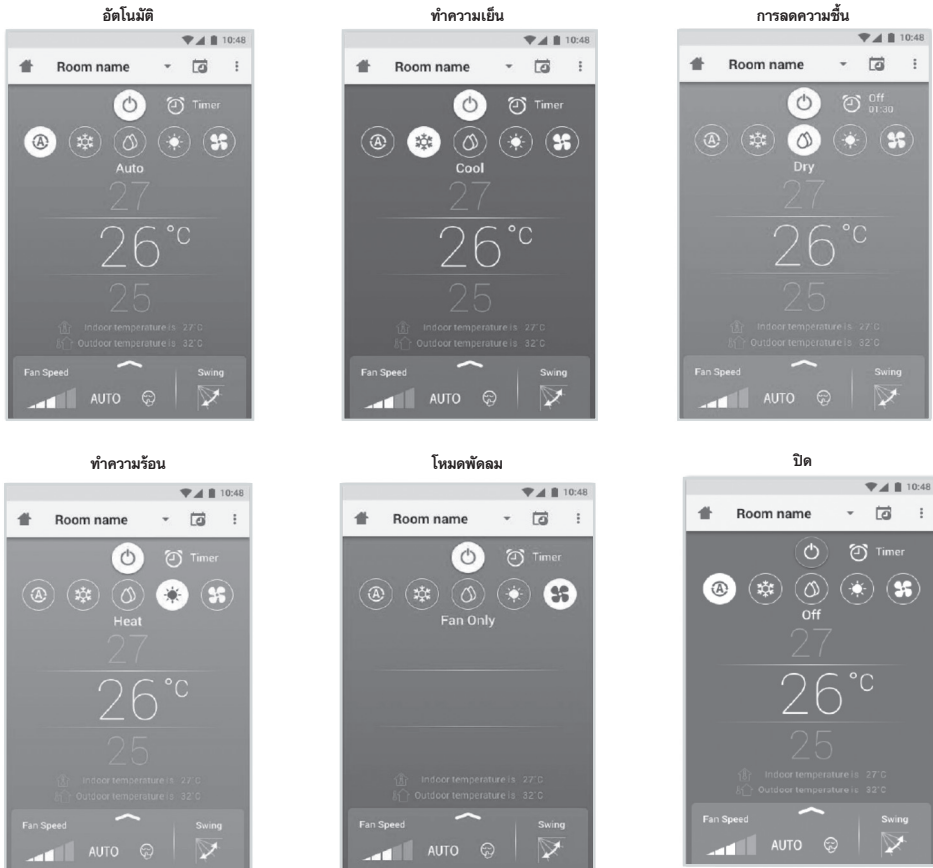 อัตโนมัติ
10:48
Room name
Timer
Auto
27
26°C
25
Indoor temperature is 27°C
Outdoor temperature is 32°C
Fan Speed
Swing
AUTO
ทำความเย็น
10:48
Room name
Timer
Cool
27
26°C
25
Indoor temperature is 27°C
Outdoor temperature is 32°C
Fan Speed
Swing
AUTO
การลดความชื้น
10:48
Room name
Off
01:30
Dry
27
26°C
25
Indoor temperature is 27°C
Outdoor temperature is 32°C
Fan Speed
Swing
AUTO
ทำความร้อน
10:48
Room name
Timer
Heat
27
26°C
25
Indoor temperature is 27°C
Outdoor temperature is 32°C
Fan Speed
Swing
AUTO
โหมดพัดลม
10:48
Room name
Timer
Fan Only
Indoor temperature is 27°C
Outdoor temperature is 32°C
Fan Speed
Swing
AUTO
ปิด
10:48
Room name
Timer
Off
27
26°C
25
Indoor temperature is 27°C
Outdoor temperature is 32°C
Fan Speed
Swing
AUTO